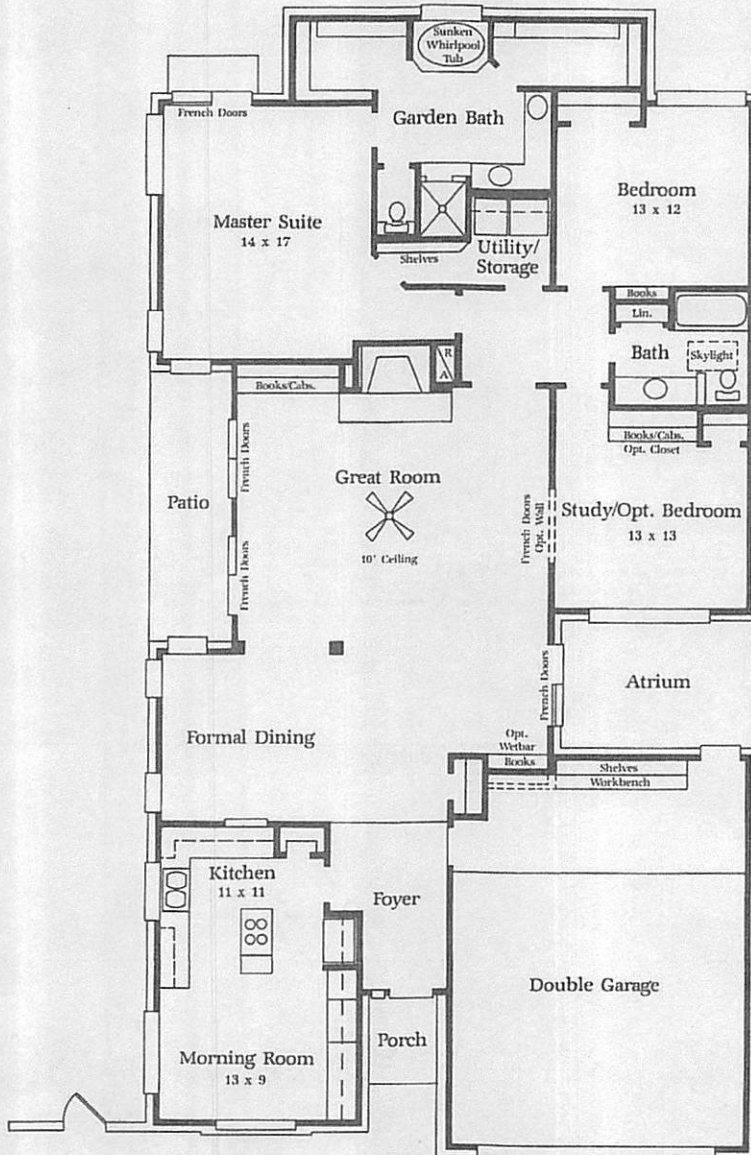 Sunken
Whirlpool
Tub
French Doors
Garden Bath
Master Suite
14 x 17
Bedroom
13 x 12
Utility/
Storage
Shelves
Books
Lin.
Bath
Skylight
R
A
Books/Cabs.
Books/Cabs.
Opt. Closet
French Doors
Great Room
10' Ceiling
Patio
French Doors
French Doors
Opt. Wall
Study/Opt. Bedroom
13 x 13
French Doors
Atrium
Formal Dining
Opt.
Wetbar
Books
Shelves
Workbench
Kitchen
11 x 11
Foyer
Double Garage
Porch
Morning Room
13 x 9